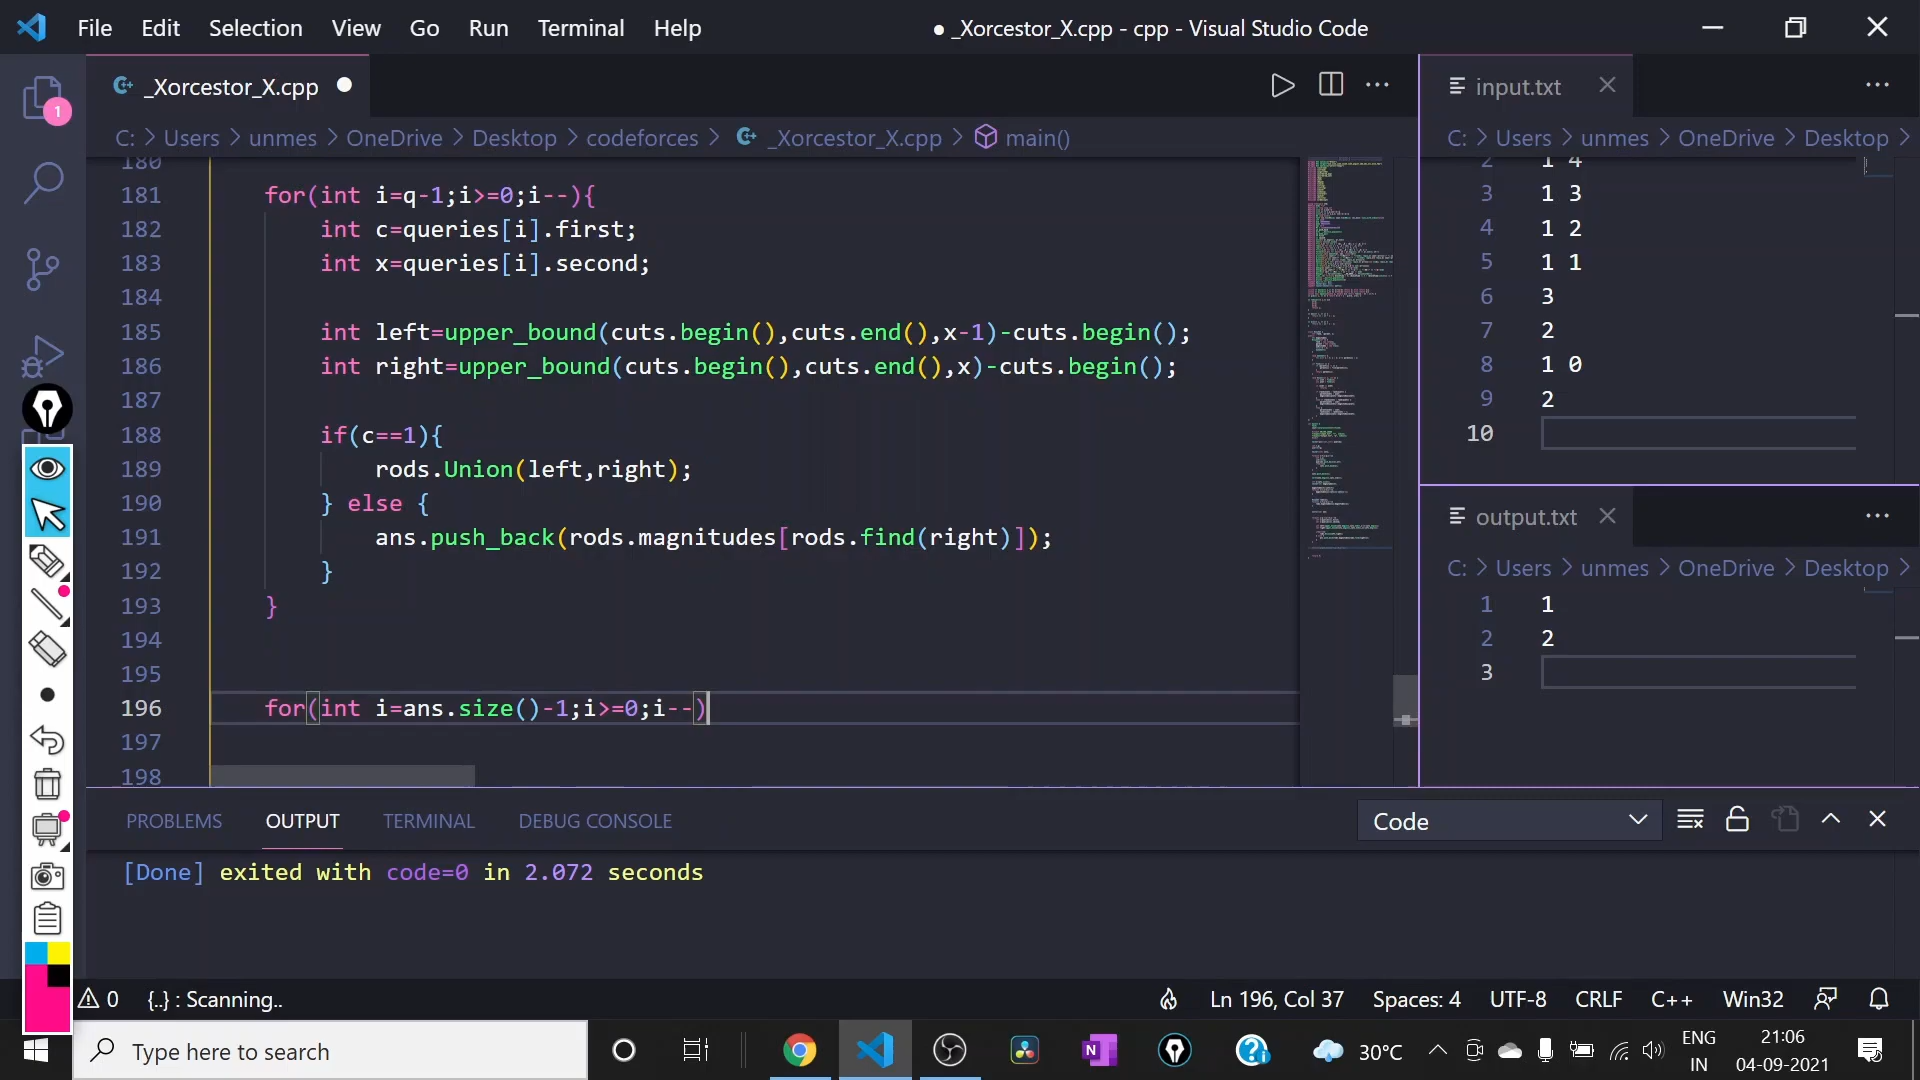 File Edit Selection View Go Run Terminal Help
● _Xorcestor_X.cpp - cpp - Visual Studio Code
_Xorcestor_X.cpp ●
C: > Users > unmes > OneDrive > Desktop > codeforces > _Xorcestor_X.cpp > main()
180
181 for(int i=q-1;i>=0;i--){
182 int c=queries[i].first;
183 int x=queries[i].second;
184
185 int left=upper_bound(cuts.begin(),cuts.end(),x-1)-cuts.begin();
186 int right=upper_bound(cuts.begin(),cuts.end(),x)-cuts.begin();
187
188 if(c==1){
189 rods.Union(left,right);
190 } else {
191 ans.push_back(rods.magnitudes[rods.find(right)]);
192 }
193 }
194
195
196 for(int i=ans.size()-1;i>=0;i--)
197
198
input.txt
C: > Users > unmes > OneDrive > Desktop >
2 1 4
3 1 3
4 1 2
5 1 1
6 3
7 2
8 1 0
9 2
10
output.txt
C: > Users > unmes > OneDrive > Desktop >
1 1
2 2
3
1
PROBLEMS OUTPUT TERMINAL DEBUG CONSOLE
Code
[Done] exited with code=0 in 2.072 seconds
0 {..} : Scanning..
Ln 196, Col 37 Spaces: 4 UTF-8 CRLF C++ Win32
Type here to search
N
30°C
ENG
IN
21:06
04-09-2021